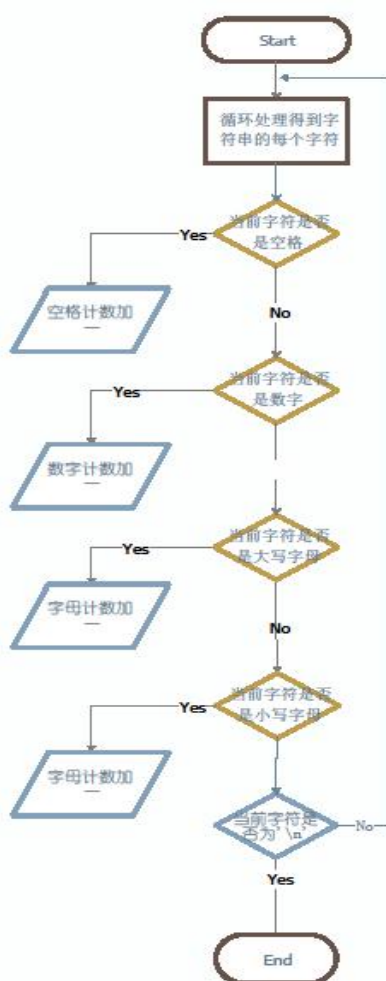 Start
循环处理得到字
符串的每个字符
当前字符是否
是空格
Yes
空格计数加
一
No
当前字符是否
是数字
Yes
数字计数加
一
当前字符是否
是大写字母
Yes
字母计数加
一
No
当前字符是否
是小写字母
Yes
字母计数加
一
当前字符是
否为' \n'
No
Yes
End